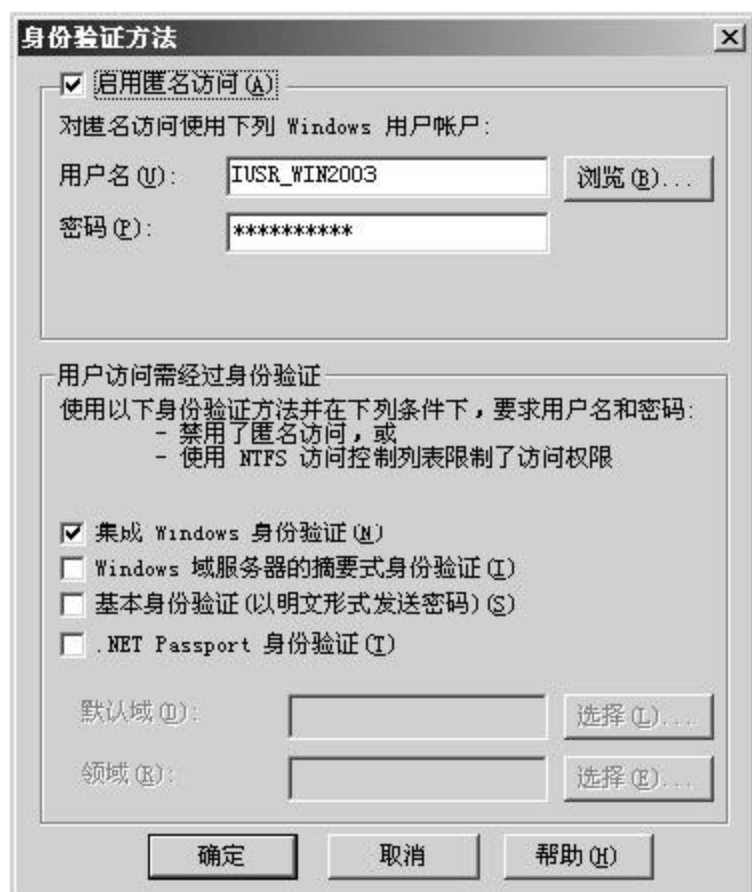 身份验证方法
启用匿名访问(A)
对匿名访问使用下列 Windows 用户帐户:
用户名(U): IUSR_WIN2003 浏览(B)...
密码(P): **********
用户访问需经过身份验证
使用以下身份验证方法并在下列条件下，要求用户名和密码:
- 禁用了匿名访问，或
- 使用 NTFS 访问控制列表限制了访问权限
集成 Windows 身份验证(N)
Windows 域服务器的摘要式身份验证(I)
基本身份验证(以明文形式发送密码)(S)
.NET Passport 身份验证(T)
默认域(D): 选择(L)...
领域(R): 选择(E)...
确定 取消 帮助(H)